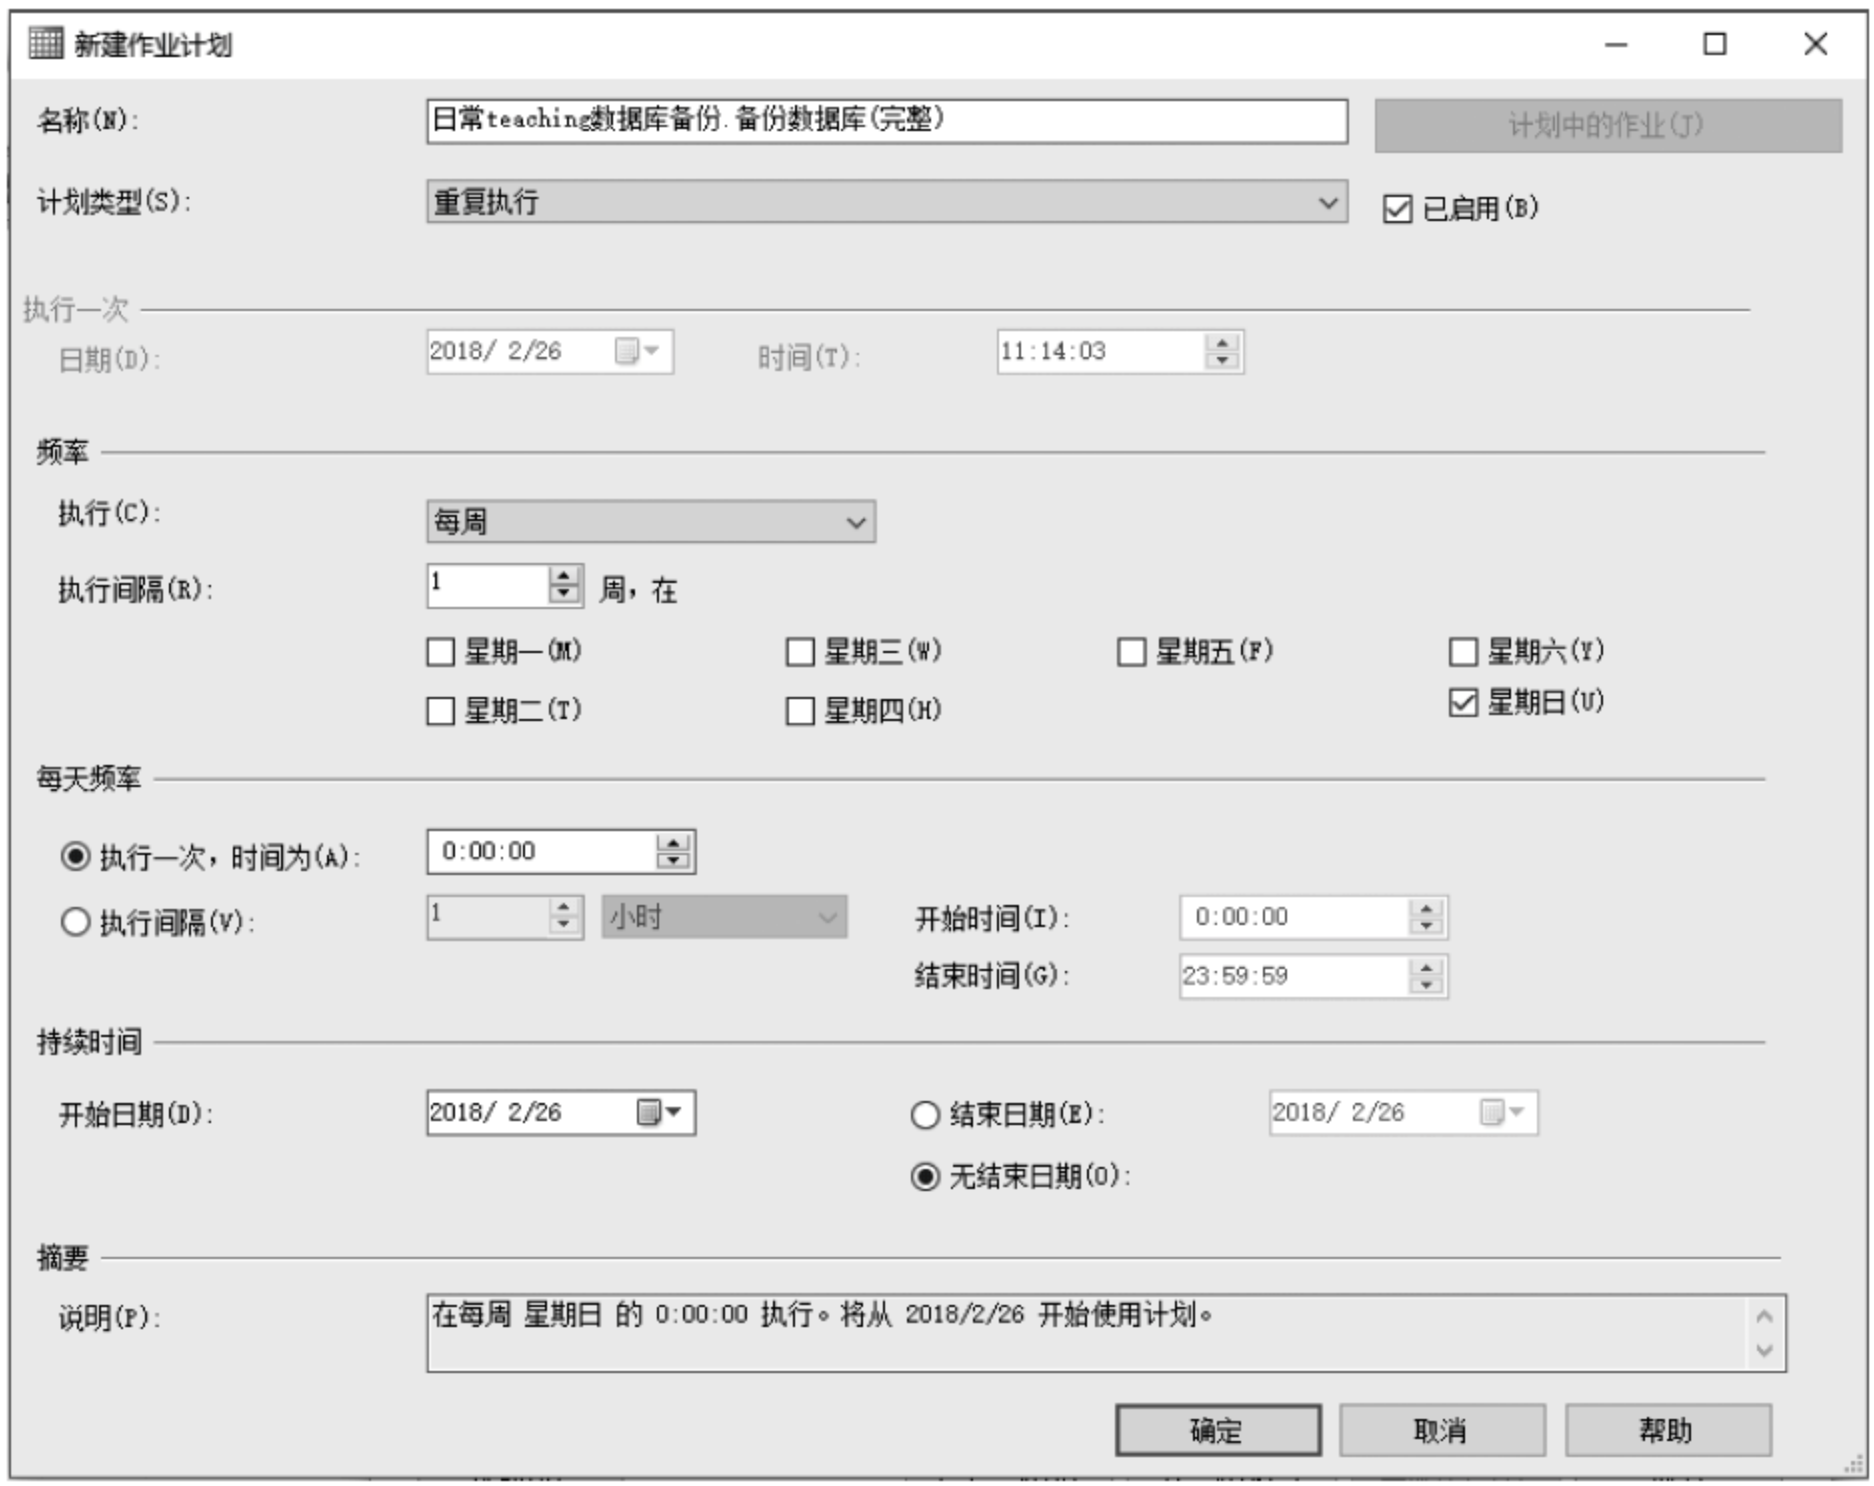 新建作业计划
名称(N):
日常teaching数据库备份.备份数据库(完整)
计划中的作业(J)
计划类型(S):
重复执行
已启用(B)
执行一次
日期(D):
2018/ 2/26
时间(T):
11:14:03
频率
执行(C):
每周
执行间隔(R):
1
周，在
星期一(M)
星期三(W)
星期五(F)
星期六(Y)
星期二(T)
星期四(H)
星期日(U)
每天频率
执行一次，时间为(A):
0:00:00
执行间隔(V):
1
小时
开始时间(I):
0:00:00
结束时间(G):
23:59:59
持续时间
开始日期(D):
2018/ 2/26
结束日期(E):
2018/ 2/26
无结束日期(O):
摘要
说明(P):
在每周 星期日 的 0:00:00 执行。将从 2018/2/26 开始使用计划。
确定
取消
帮助